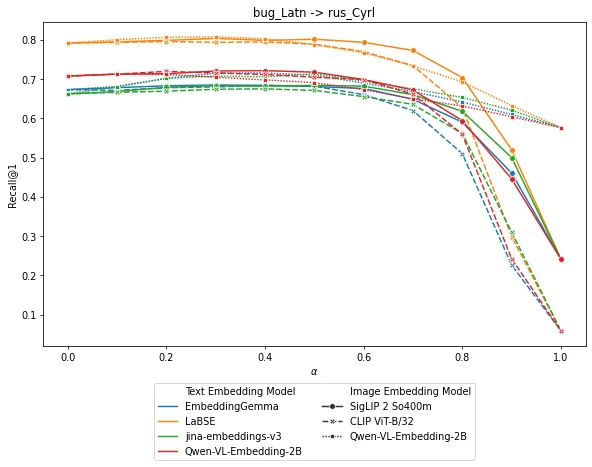 bug_Latn -> rus_Cyrl
Recall@1
0.8
0.7
0.6
0.5
0.4
0.3
0.2
0.1
0.0 0.2 0.4 0.6 0.8 1.0
α
Text Embedding Model Image Embedding Model
EmbeddingGemma SigLIP 2 So400m
LaBSE CLIP ViT-B/32
jina-embeddings-v3 Qwen-VL-Embedding-2B
Qwen-VL-Embedding-2B